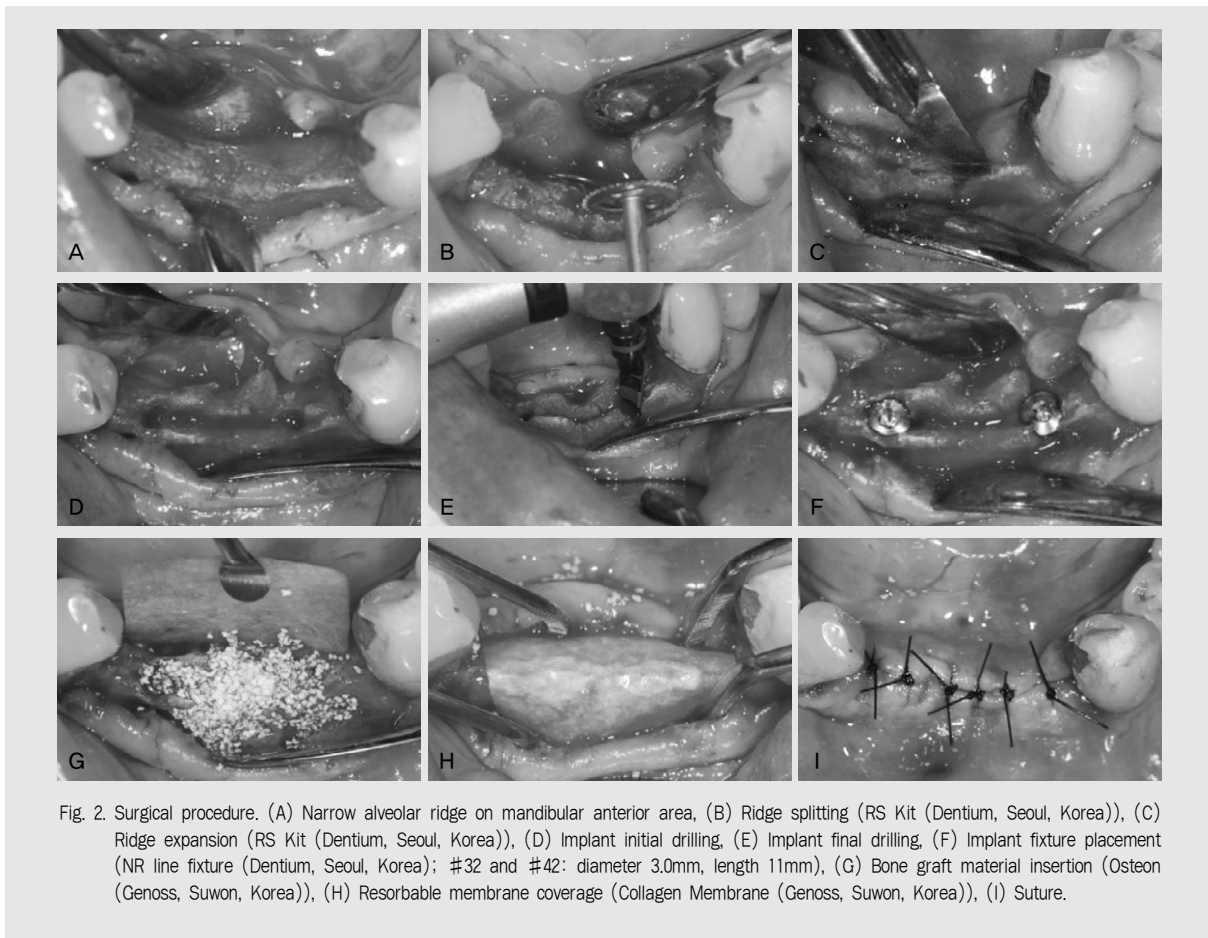 A
B
C
D
E
F
G
H
I
Fig. 2. Surgical procedure. (A) Narrow alveolar ridge on mandibular anterior area, (B) Ridge splitting (RS Kit (Dentium, Seoul, Korea)), (C)
Ridge expansion (RS Kit (Dentium, Seoul, Korea)), (D) Implant initial drilling, (E) Implant final drilling, (F) Implant fixture placement
(NR line fixture (Dentium, Seoul, Korea); #32 and #42: diameter 3.0mm, length 11mm), (G) Bone graft material insertion (Osteon
(Genoss, Suwon, Korea)), (H) Resorbable membrane coverage (Collagen Membrane (Genoss, Suwon, Korea)), (I) Suture.